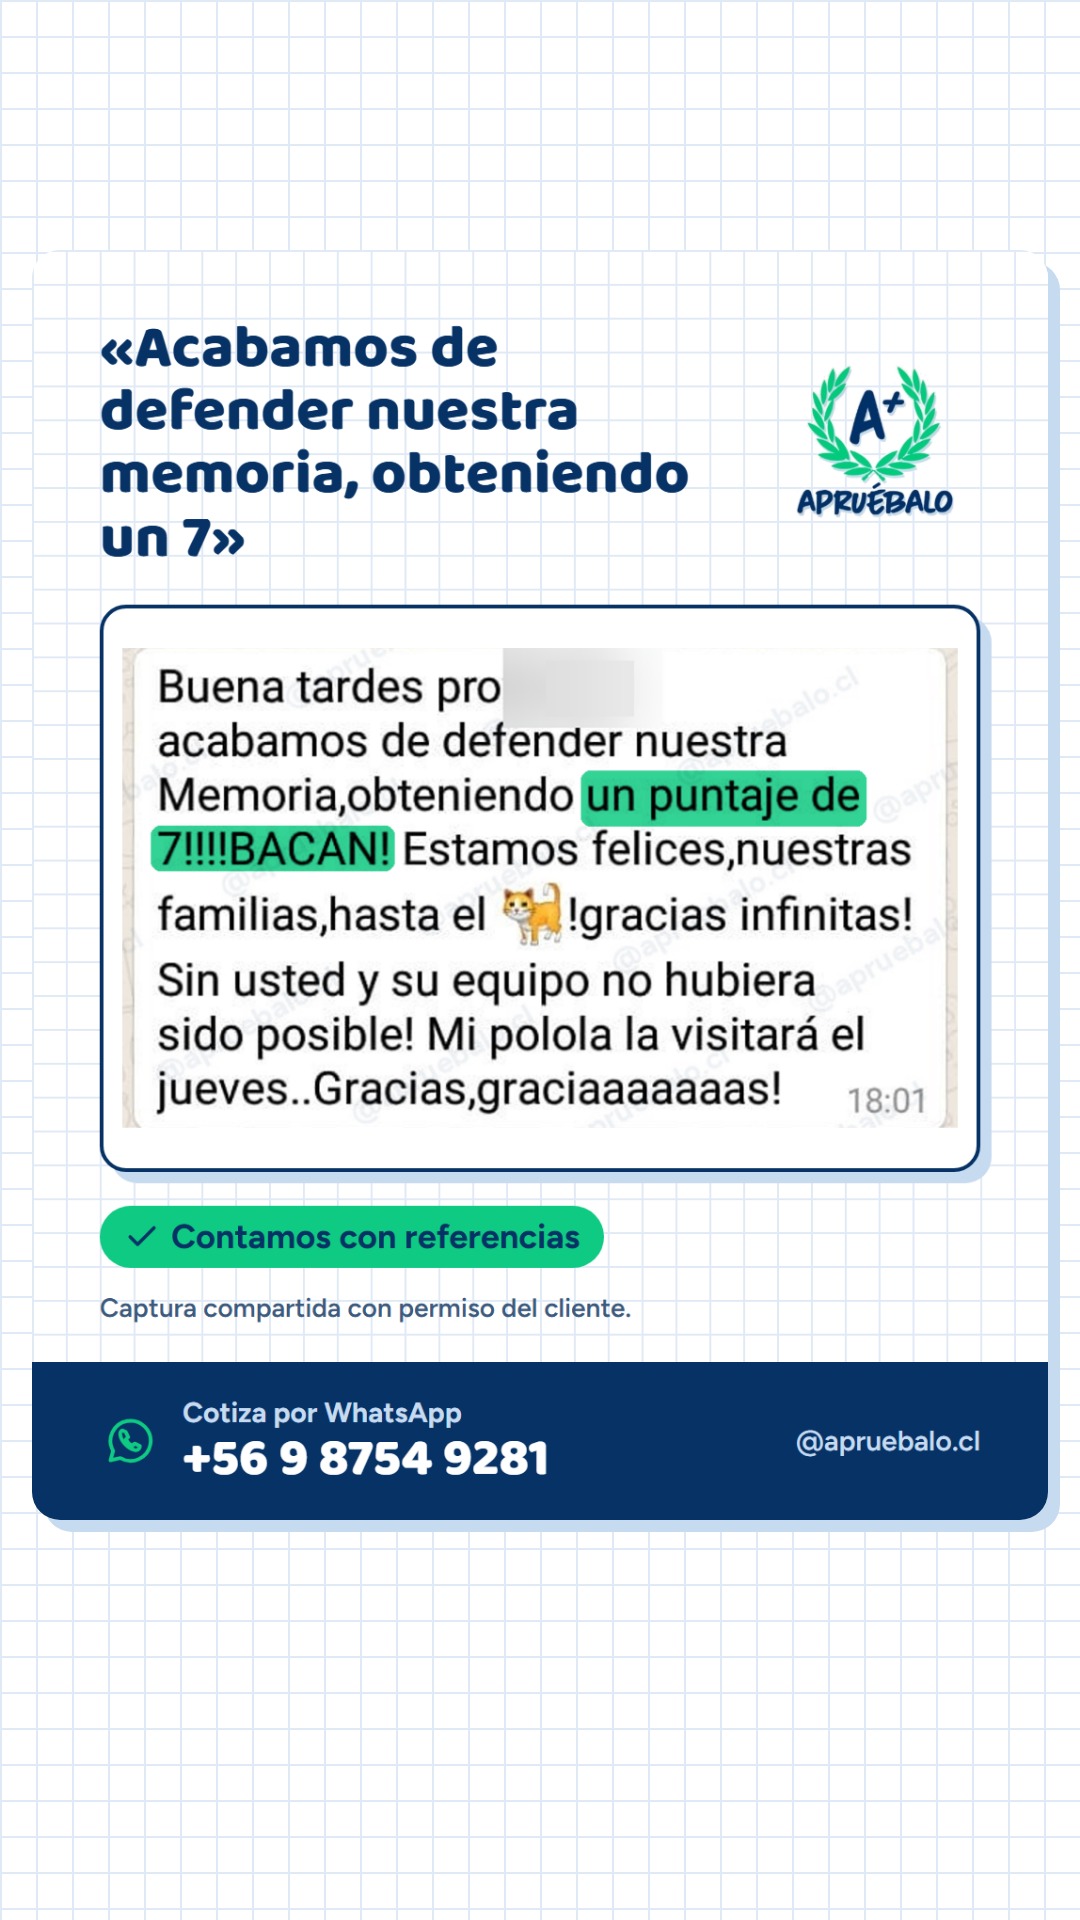 «Acabamos de
defender nuestra
memoria, obteniendo
un 7»
A+
APRUÉBALO
Buena tardes pro
acabamos de defender nuestra
Memoria,obteniendo un puntaje de
7!!!!BACAN! Estamos felices,nuestras
familias,hasta el 🐈!gracias infinitas!
Sin usted y su equipo no hubiera
sido posible! Mi polola la visitará el
jueves..Gracias,graciaaaaaaas!
18:01
✓ Contamos con referencias
Captura compartida con permiso del cliente.
Cotiza por WhatsApp
+56 9 8754 9281
@apruebalo.cl